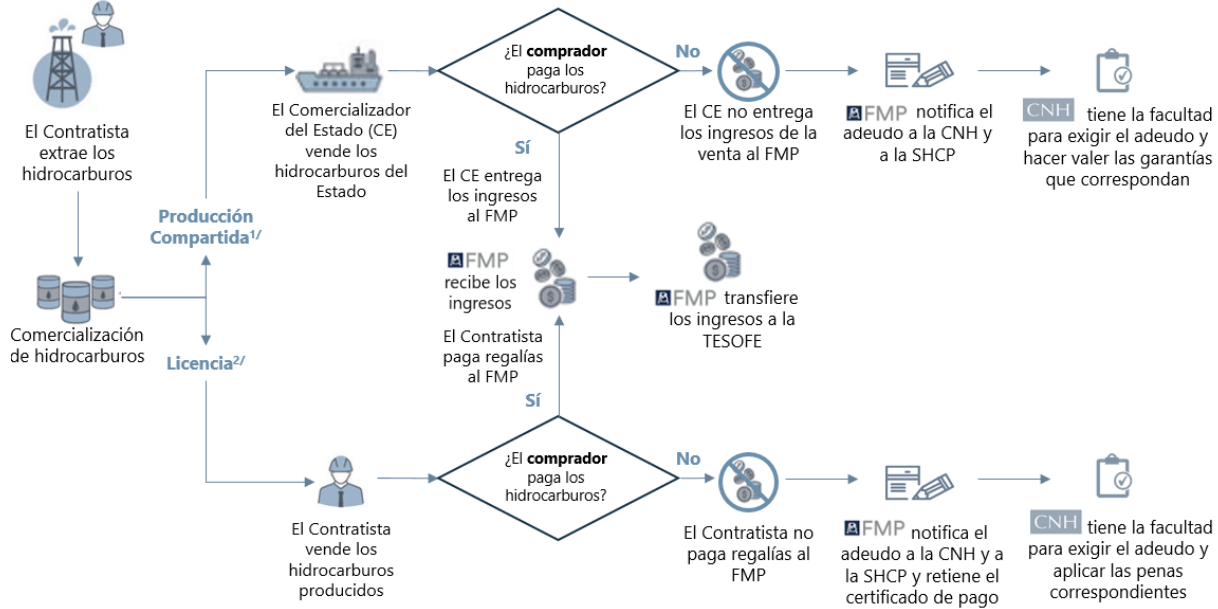 El Contratista
extrae los
hidrocarburos
Comercialización
de hidrocarburos
Producción
Compartida1/
Licencia2/
El Comercializador
del Estado (CE)
vende los
hidrocarburos del
Estado
¿El comprador
paga los
hidrocarburos?
No
El CE no entrega
los ingresos de la
venta al FMP
FMP notifica el
adeudo a la CNH y
a la SHCP
CNH tiene la facultad
para exigir el adeudo y
hacer valer las garantías
que correspondan
Sí
El CE entrega
los ingresos
al FMP
FMP
recibe los
ingresos
FMP transfiere
los ingresos a la
TESOFE
El Contratista
paga regalías
al FMP
Sí
El Contratista
vende los
hidrocarburos
producidos
¿El comprador
paga los
hidrocarburos?
No
El Contratista no
paga regalías al
FMP
FMP notifica el
adeudo a la CNH y a
la SHCP y retiene el
certificado de pago
CNH tiene la facultad
para exigir el adeudo y
aplicar las penas
correspondientes